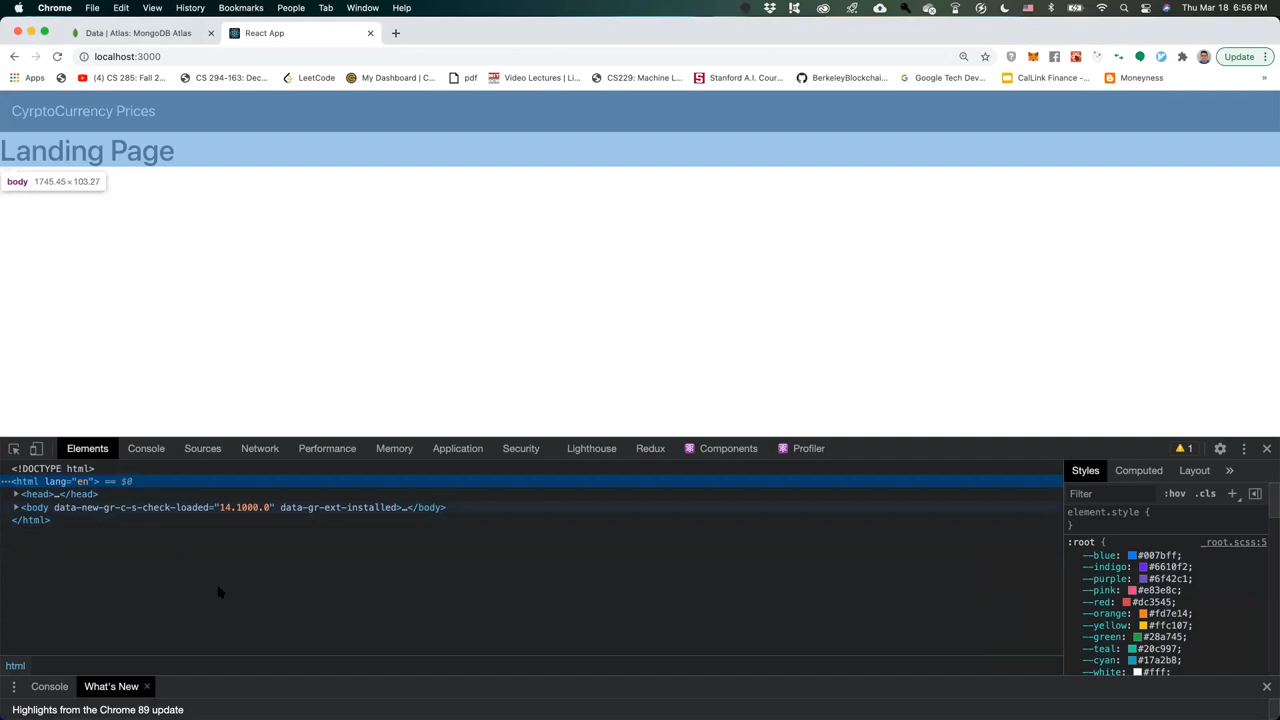 Chrome File Edit View History Bookmarks People Tab Window Help Thu Mar 18 6:56 PM
Data | Atlas: MongoDB Atlas React App
localhost:3000 Update
Apps (4) CS 285: Fall 2... CS 294-163: Dec... LeetCode My Dashboard | C... pdf Video Lectures | Li... CS229: Machine L... Stanford A.I. Cour... BerkeleyBlockchai... Google Tech Dev... CalLink Finance -... Moneyness »
CyrptoCurrency Prices
Landing Page
body 1745.45 × 103.27
Elements Console Sources Network Performance Memory Application Security Lighthouse Redux Components Profiler 1
<!DOCTYPE html>
<html lang="en"> == $0
<head>…</head>
<body data-new-gr-c-s-check-loaded="14.1000.0" data-gr-ext-installed>…</body>
</html>
html
Styles Computed Layout »
Filter :hov .cls +
element.style {
}
:root { _root.scss:5
--blue: #007bff;
--indigo: #6610f2;
--purple: #6f42c1;
--pink: #e83e8c;
--red: #dc3545;
--orange: #fd7e14;
--yellow: #ffc107;
--green: #28a745;
--teal: #20c997;
--cyan: #17a2b8;
--white: #fff;
Console What's New ×
Highlights from the Chrome 89 update